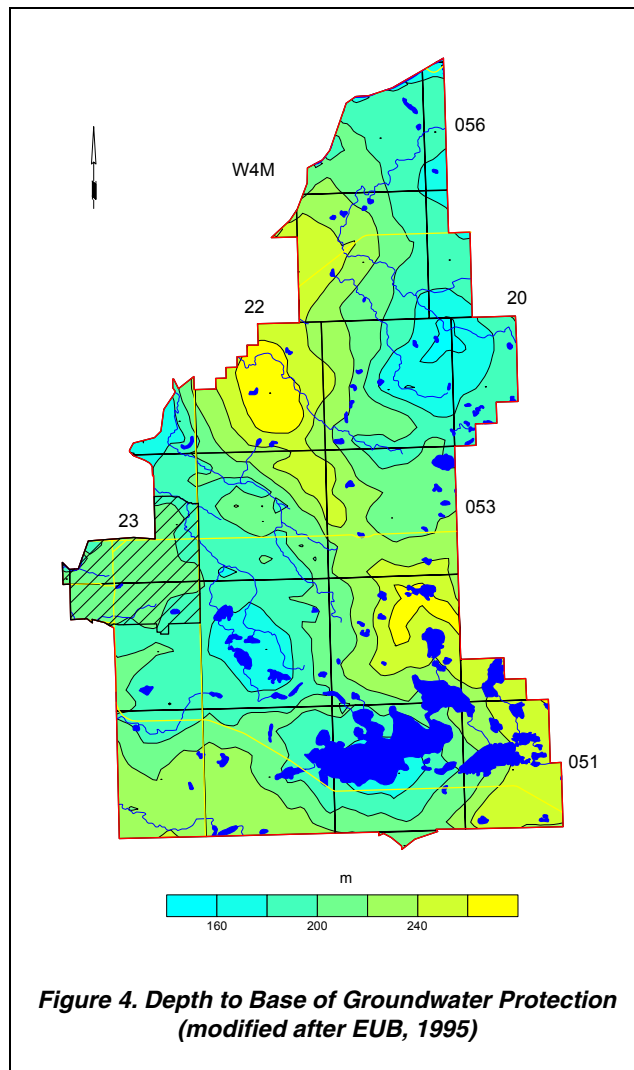 056
W4M
22
20
053
23
051
m
160 200 240
Figure 4. Depth to Base of Groundwater Protection
(modified after EUB, 1995)